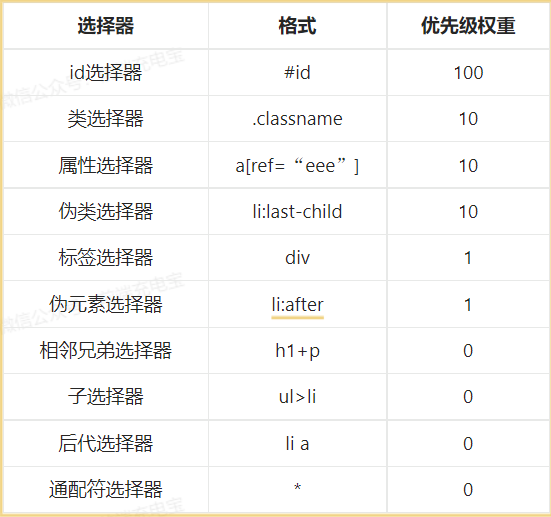 选择器 格式 优先级权重
id选择器 #id 100
类选择器 .classname 10
属性选择器 a[ref=“eee”] 10
伪类选择器 li:last-child 10
标签选择器 div 1
伪元素选择器 li:after 1
相邻兄弟选择器 h1+p 0
子选择器 ul>li 0
后代选择器 li a 0
通配符选择器 * 0